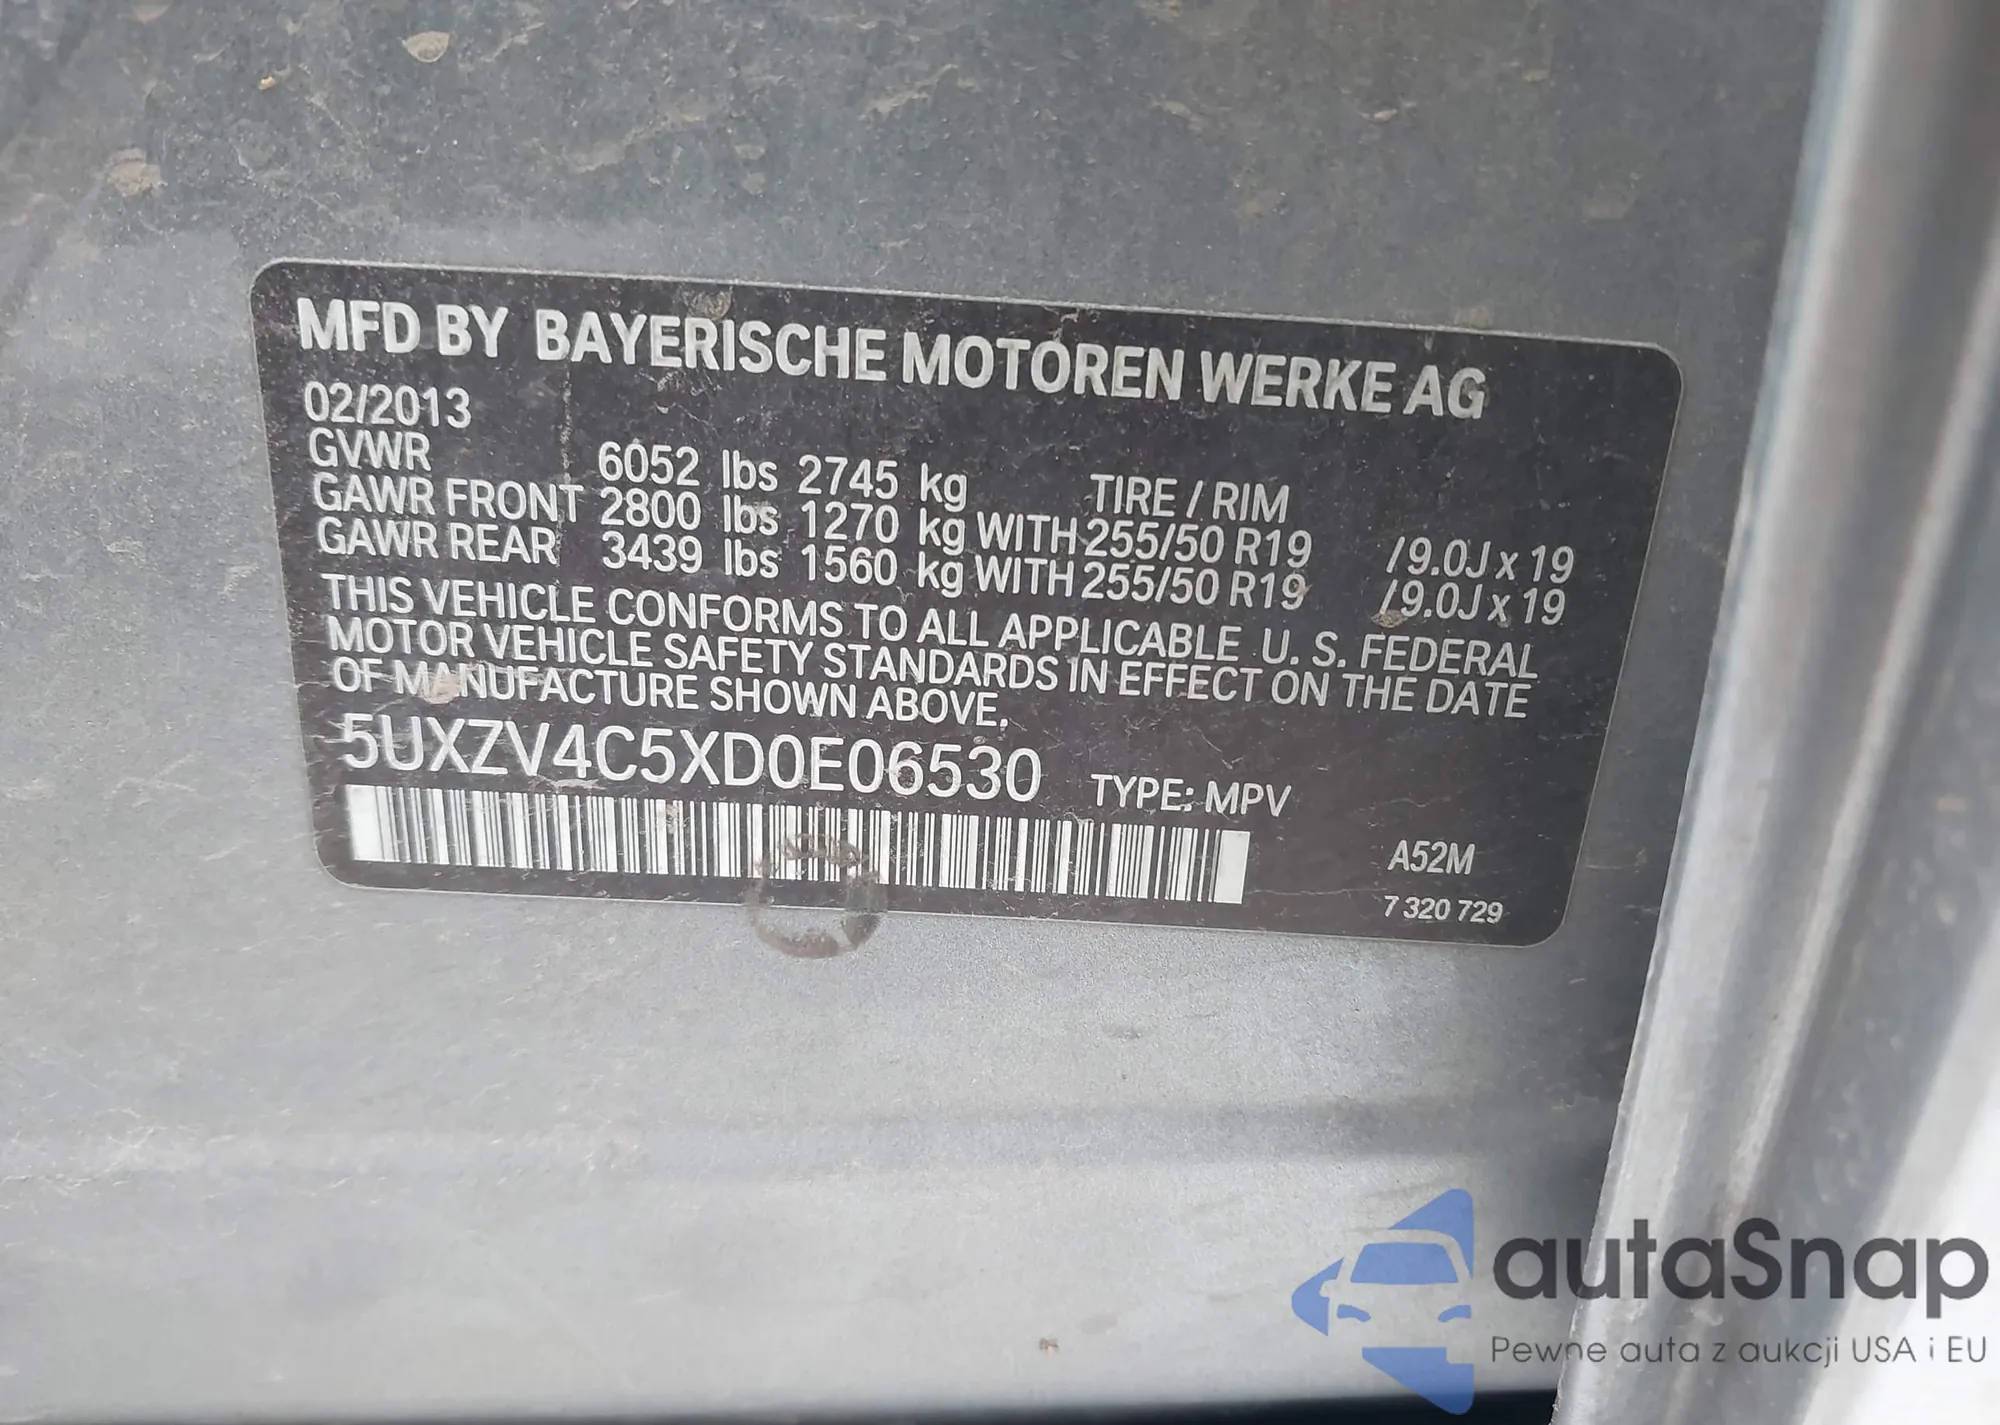 MFD BY BAYERISCHE MOTOREN WERKE AG
02/2013
GVWR 6052 lbs 2745 kg TIRE / RIM
GAWR FRONT 2800 lbs 1270 kg WITH 255/50 R19 /9.0J x 19
GAWR REAR 3439 lbs 1560 kg WITH 255/50 R19 /9.0J x 19
THIS VEHICLE CONFORMS TO ALL APPLICABLE U. S. FEDERAL
MOTOR VEHICLE SAFETY STANDARDS IN EFFECT ON THE DATE
OF MANUFACTURE SHOWN ABOVE.
5UXZV4C5XD0E06530 TYPE: MPV
A52M
7 320 729
autaSnap
Pewne auta z aukcji USA i EU